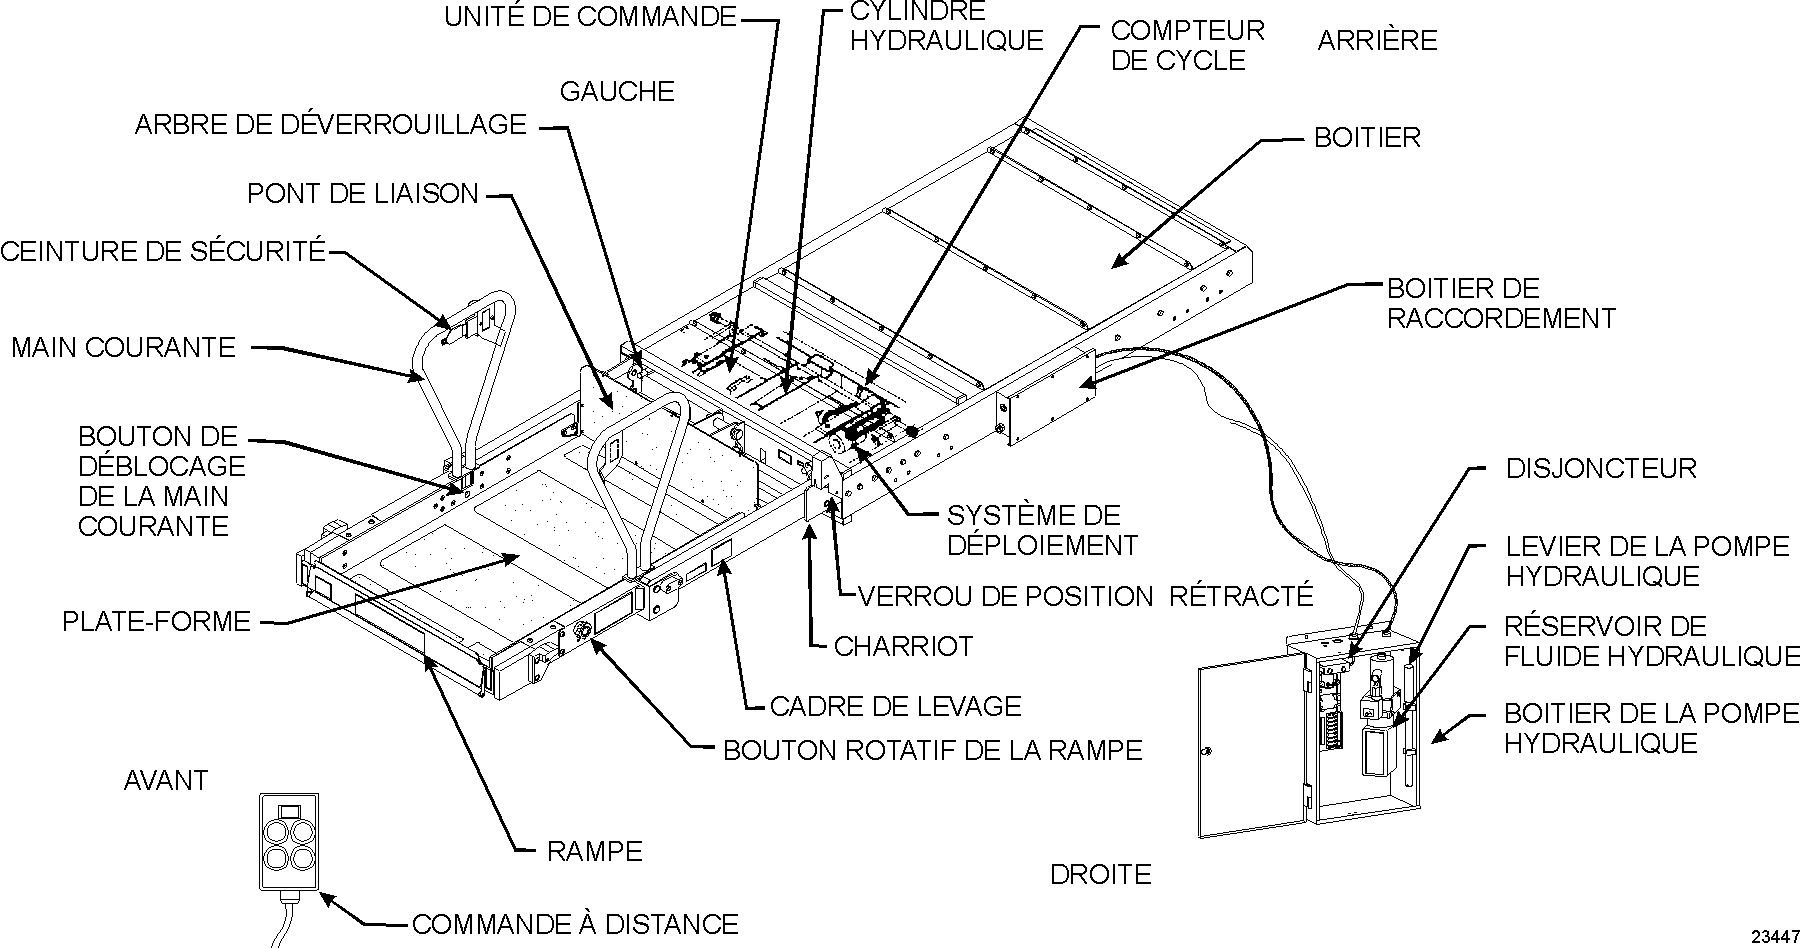 UNITÉ DE COMMANDE
CYLINDRE
HYDRAULIQUE
COMPTEUR
DE CYCLE
ARRIÈRE
GAUCHE
ARBRE DE DÉVERROUILLAGE
BOITIER
PONT DE LIAISON
CEINTURE DE SÉCURITÉ
BOITIER DE
RACCORDEMENT
MAIN COURANTE
BOUTON DE
DÉBLOCAGE
DE LA MAIN
COURANTE
DISJONCTEUR
SYSTÈME DE
DÉPLOIEMENT
LEVIER DE LA POMPE
HYDRAULIQUE
VERROU DE POSITION RÉTRACTÉ
PLATE-FORME
CHARRIOT
RÉSERVOIR DE
FLUIDE HYDRAULIQUE
CADRE DE LEVAGE
BOITIER DE LA POMPE
HYDRAULIQUE
BOUTON ROTATIF DE LA RAMPE
AVANT
RAMPE
DROITE
COMMANDE À DISTANCE
23447